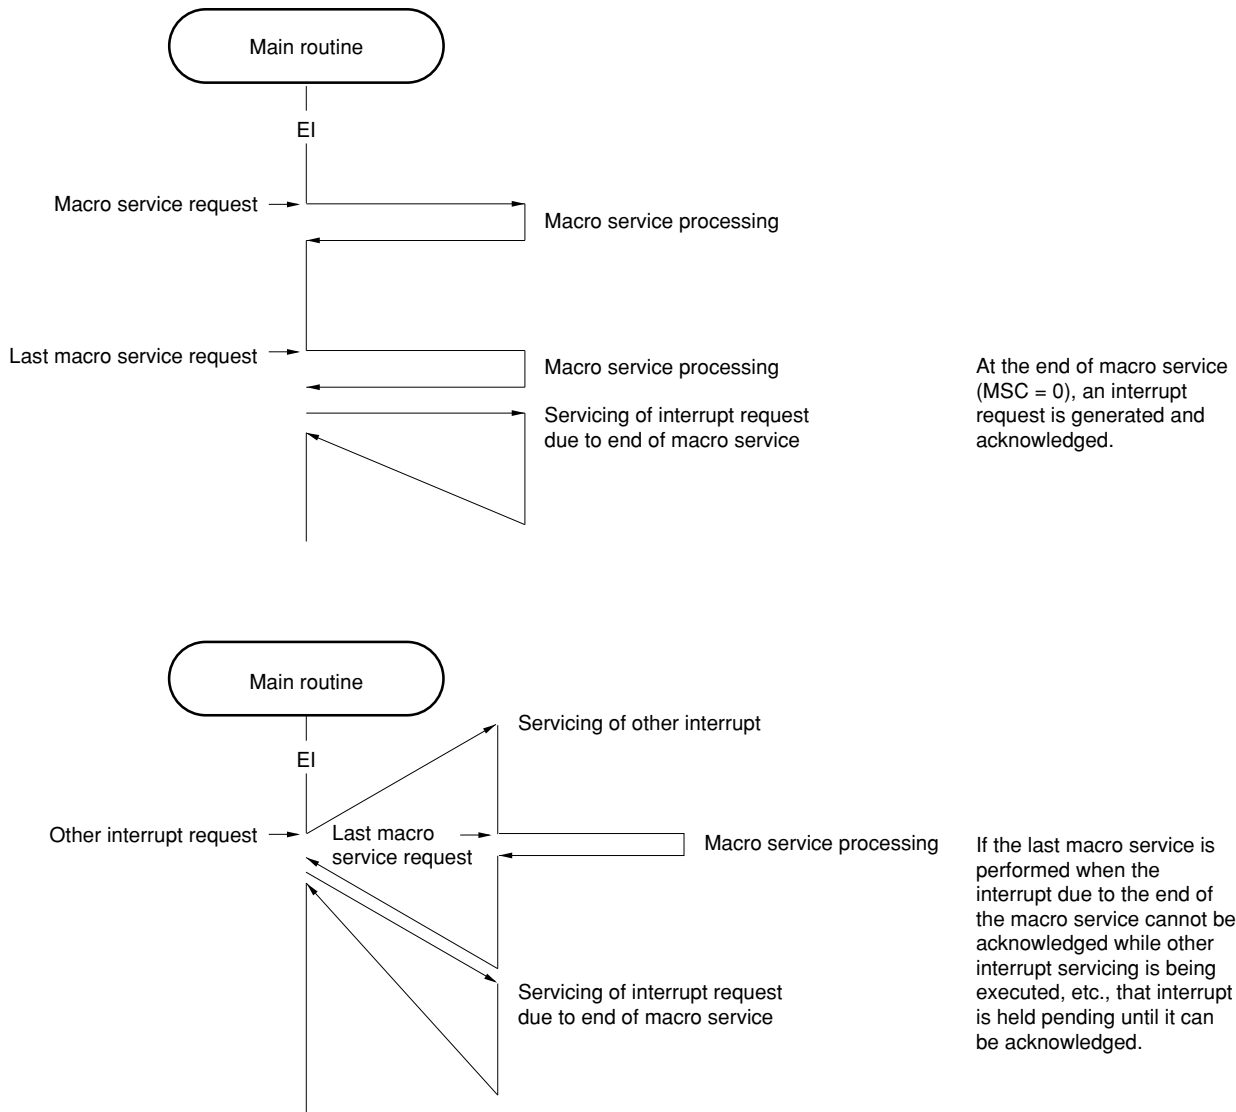 Main routine
EI
Macro service request
Macro service processing
Last macro service request
Macro service processing
Servicing of interrupt request
due to end of macro service
At the end of macro service
(MSC = 0), an interrupt
request is generated and
acknowledged.
Main routine
Servicing of other interrupt
EI
Other interrupt request
Last macro
service request
Macro service processing
Servicing of interrupt request
due to end of macro service
If the last macro service is
performed when the
interrupt due to the end of
the macro service cannot be
acknowledged while other
interrupt servicing is being
executed, etc., that interrupt
is held pending until it can
be acknowledged.